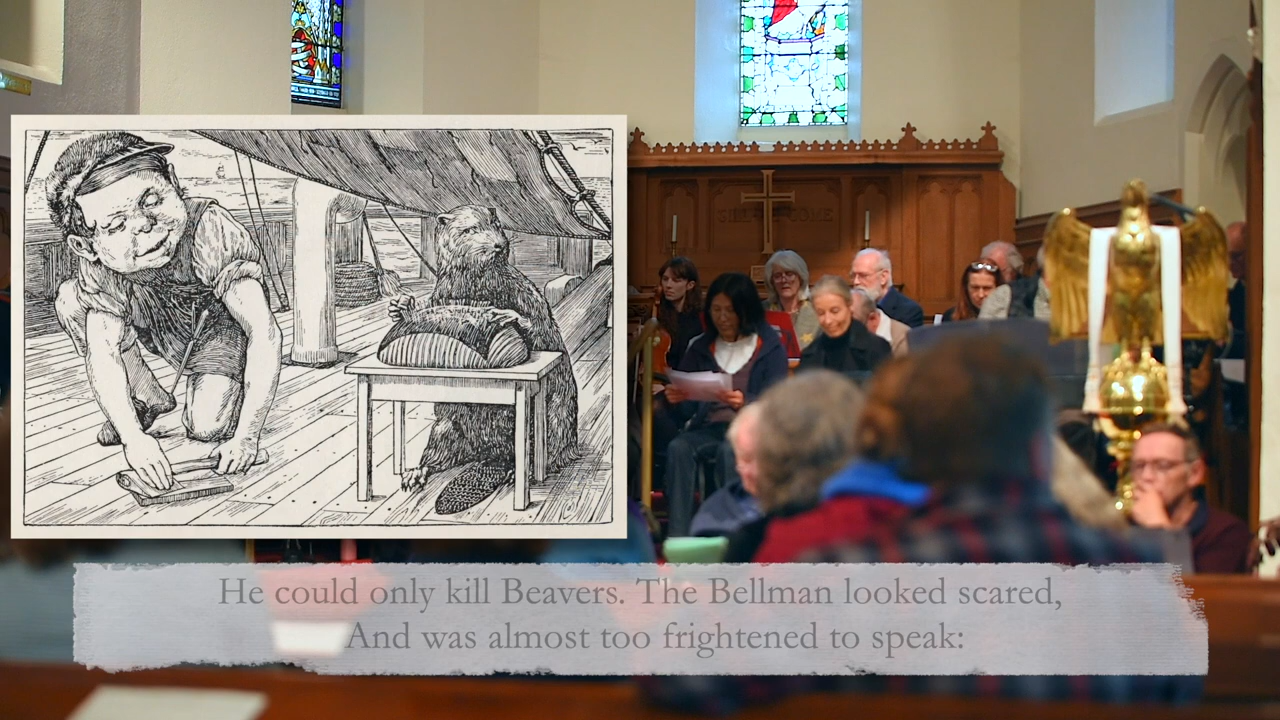 He could only kill Beavers. The Bellman looked scared,
And was almost too frightened to speak: